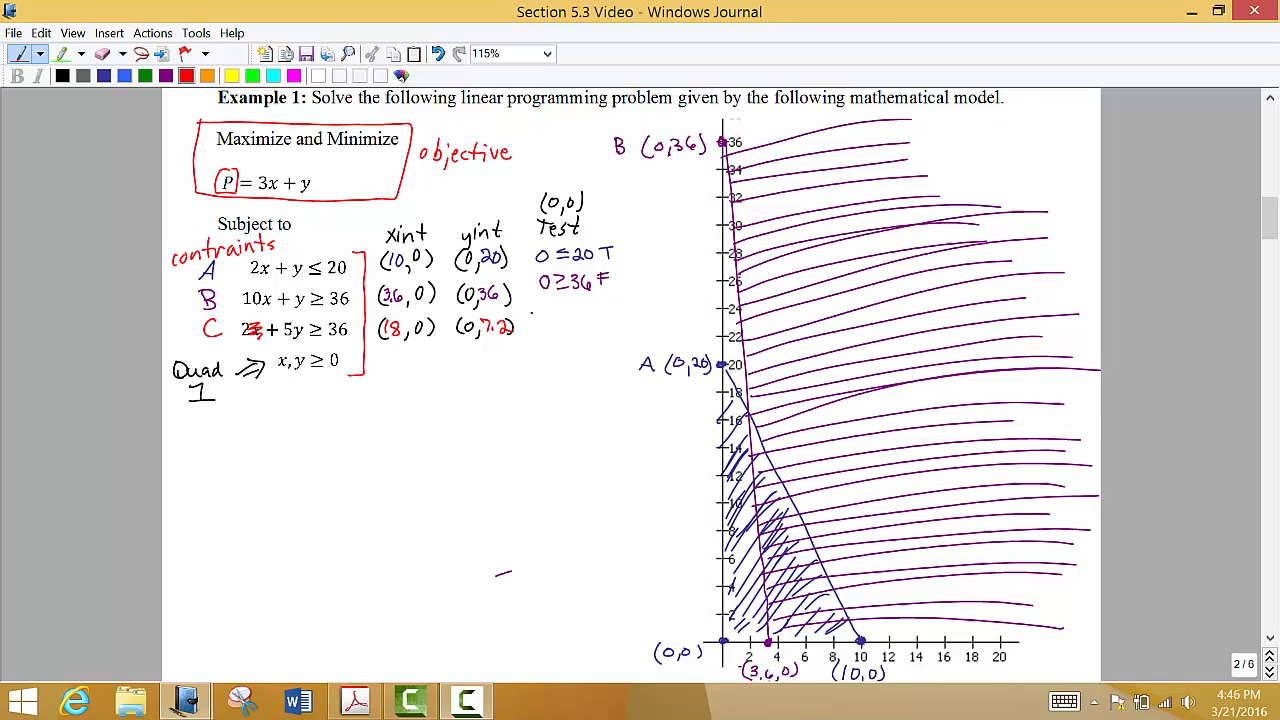 Section 5.3 Video - Windows Journal
File Edit View Insert Actions Tools Help
115%
B I
Example 1: Solve the following linear programming problem given by the following mathematical model.
Maximize and Minimize
objective
P = 3x + y
Subject to
contraints
xint yint (0,0) Test
A 2x + y ≤ 20 (10,0) (0,20) 0 ≤ 20 T
B 10x + y ≥ 36 (3.6,0) (0,36) 0 ≥ 36 F
C + 5y ≥ 36 (18,0) (0,7.2)
Quad 1 ⇒ x, y ≥ 0
B (0,36)
36
34
32
30
28
26
24
22
A (0,20) 20
18
16
14
12
10
8
6
4
2
(0,0)
2 4 6 8 10 12 14 16 18 20
(3.6,0) (10,0)
2 / 6
4:46 PM
3/21/2016